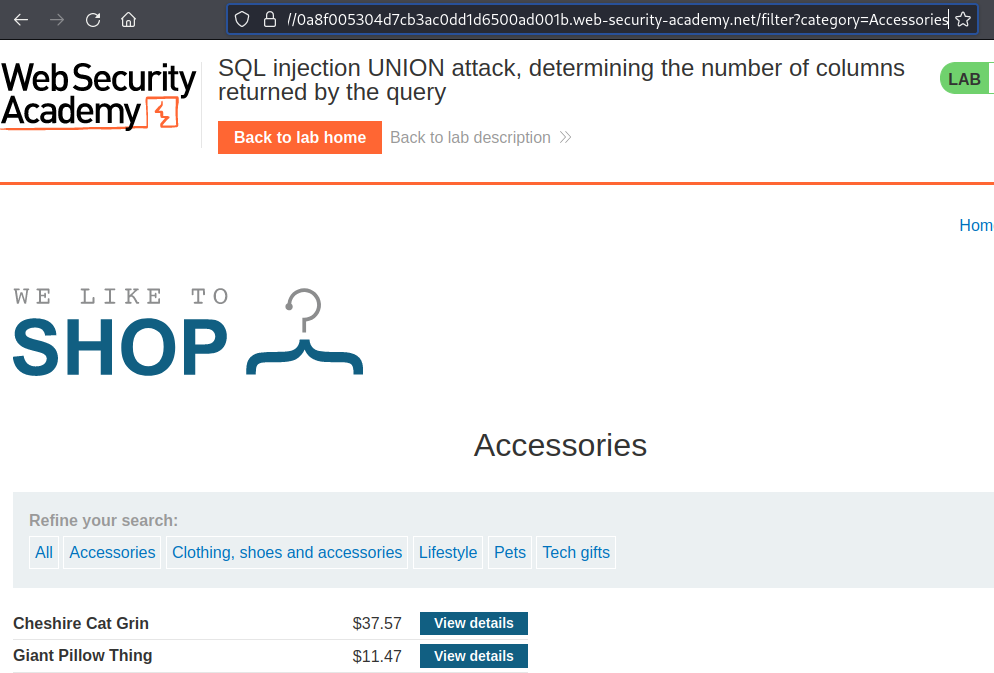 //0a8f005304d7cb3ac0dd1d6500ad001b.web-security-academy.net/filter?category=Accessories
Web Security
Academy
SQL injection UNION attack, determining the number of columns
returned by the query
LAB
Back to lab home
Back to lab description
Hom
WE LIKE TO
SHOP
Accessories
Refine your search:
All Accessories Clothing, shoes and accessories Lifestyle Pets Tech gifts
Cheshire Cat Grin $37.57 View details
Giant Pillow Thing $11.47 View details